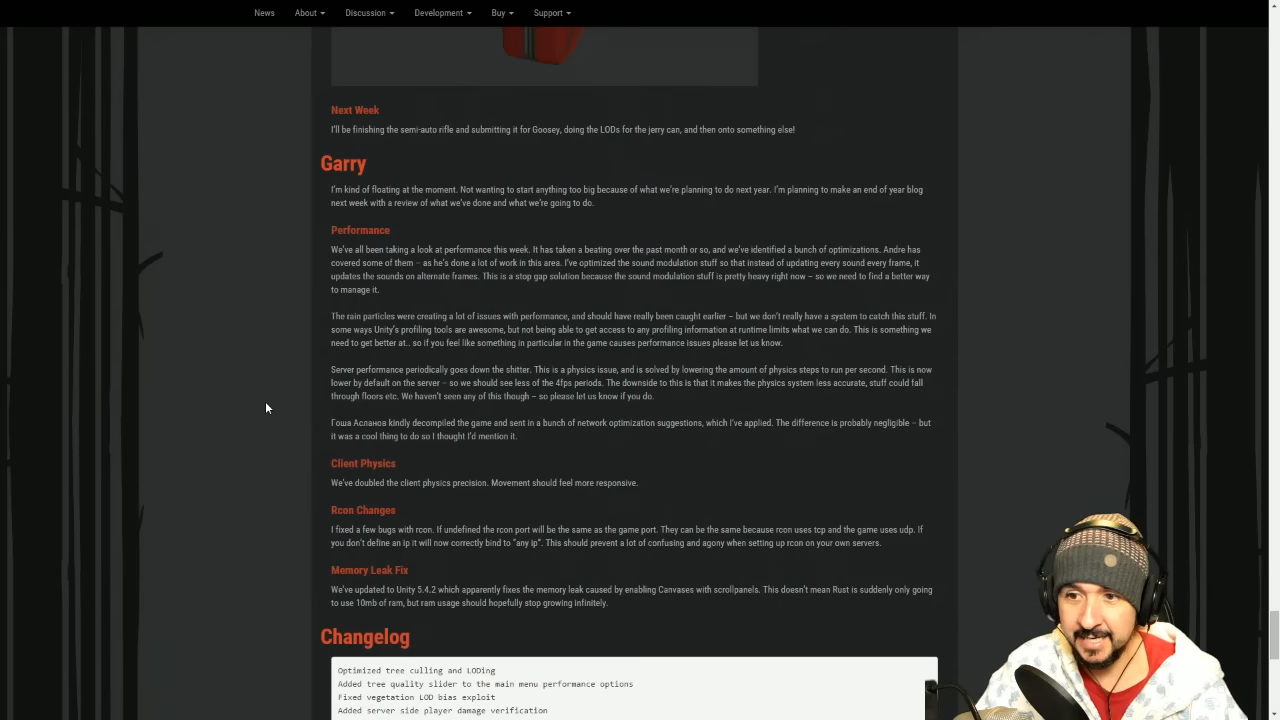 News About Discussion Development Buy Support
Next Week
I'll be finishing the semi-auto rifle and submitting it for Goosey, doing the LODs for the jerry can, and then onto something else!
Garry
I'm kind of floating at the moment. Not wanting to start anything too big because of what we're planning to do next year. I'm planning to make an end of year blog
next week with a review of what we've done and what we're going to do.
Performance
We've all been taking a look at performance this week. It has taken a beating over the past month or so, and we've identified a bunch of optimizations. Andre has
covered some of them – as he's done a lot of work in this area. I've optimized the sound modulation stuff so that instead of updating every sound every frame, it
updates the sounds on alternate frames. This is a stop gap solution because the sound modulation stuff is pretty heavy right now – so we need to find a better way
to manage it.
The rain particles were creating a lot of issues with performance, and should have really been caught earlier – but we don't really have a system to catch this stuff. In
some ways Unity's profiling tools are awesome, but not being able to get access to any profiling information at runtime limits what we can do. This is something we
need to get better at.. so if you feel like something in particular in the game causes performance issues please let us know.
Server performance periodically goes down the shitter. This is a physics issue, and is solved by lowering the amount of physics steps to run per second. This is now
lower by default on the server – so we should see less of the 4fps periods. The downside to this is that it makes the physics system less accurate, stuff could fall
through floors etc. We haven't seen any of this though – so please let us know if you do.
Гоша Асланов kindly decompiled the game and sent in a bunch of network optimization suggestions, which I've applied. The difference is probably negligible – but
it was a cool thing to do so I thought I'd mention it.
Client Physics
We've doubled the client physics precision. Movement should feel more responsive.
Rcon Changes
I fixed a few bugs with rcon. If undefined the rcon port will be the same as the game port. They can be the same because rcon uses tcp and the game uses udp. If
you don't define an ip it will now correctly bind to "any ip". This should prevent a lot of confusing and agony when setting up rcon on your own servers.
Memory Leak Fix
We've updated to Unity 5.4.2 which apparently fixes the memory leak caused by enabling Canvases with scrollpanels. This doesn't mean Rust is suddenly only going
to use 10mb of ram, but ram usage should hopefully stop growing infinitely.
Changelog
Optimized tree culling and LODing
Added tree quality slider to the main menu performance options
Fixed vegetation LOD bias exploit
Added server side player damage verification